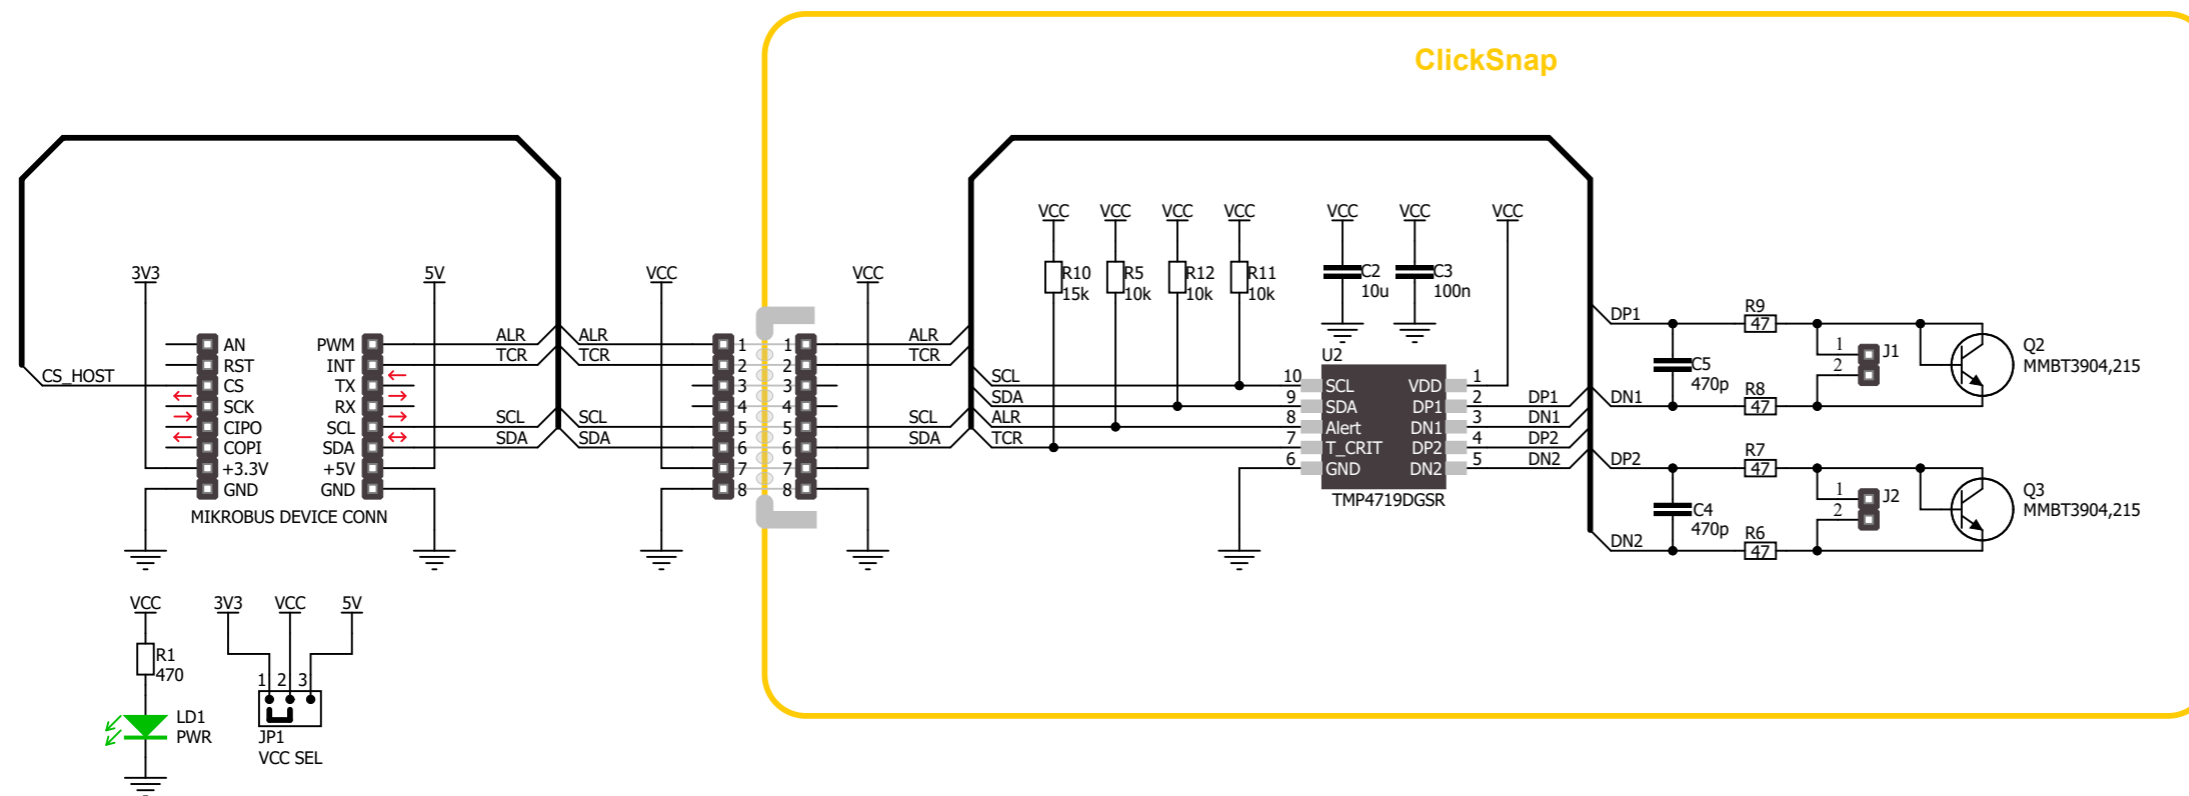 ClickSnap
VCC VCC VCC VCC VCC VCC VCC
3V3 5V VCC VCC
R10 15k
R5 10k
R12 10k
R11 10k
C2 10u
C3 100n
CS_HOST
AN
RST
CS
SCK
CIPO
COPI
+3.3V
GND
PWM
INT
TX
RX
SCL
SDA
+5V
GND
MIKROBUS DEVICE CONN
ALR ALR
TCR TCR
SCL SCL
SDA SDA
1 1
2 2
3 3
4 4
5 5
6 6
7 7
8 8
ALR
TCR
SCL
SDA
SCL
SDA
ALR
TCR
U2
10 SCL VDD 1
9 SDA DP1 2
8 Alert DN1 3
7 T_CRIT DP2 4
6 GND DN2 5
TMP4719DGSR
DP1
DN1
DP2
DN2
DP1
R9
47
C5
470p
1
2
J1
Q2
MMBT3904,215
DN1
R8
47
DP2
R7
47
C4
470p
1
2
J2
Q3
MMBT3904,215
DN2
R6
47
VCC
R1
470
LD1
PWR
3V3 VCC 5V
1 2 3
JP1
VCC SEL